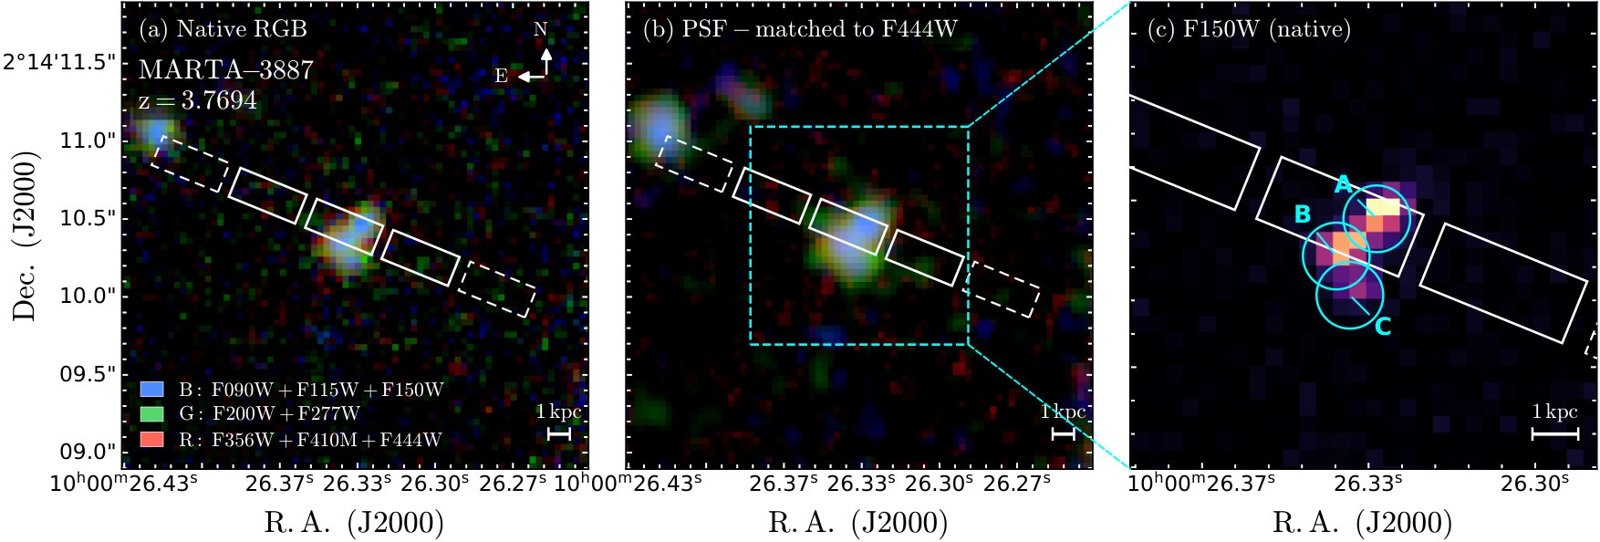 (a) Native RGB
MARTA–3887
z = 3.7694
N
E
B: F090W + F115W + F150W
G: F200W + F277W
R: F356W + F410M + F444W
1 kpc
2°14'11.5"
11.0"
10.5"
10.0"
09.5"
09.0"
Dec. (J2000)
10ʰ00ᵐ26.43ˢ 26.37ˢ 26.33ˢ 26.30ˢ 26.27ˢ
R. A. (J2000)
(b) PSF – matched to F444W
1 kpc
10ʰ00ᵐ26.43ˢ 26.37ˢ 26.33ˢ 26.30ˢ 26.27ˢ
R. A. (J2000)
(c) F150W (native)
A
B
C
1 kpc
10ʰ00ᵐ26.37ˢ 26.33ˢ 26.30ˢ
R. A. (J2000)